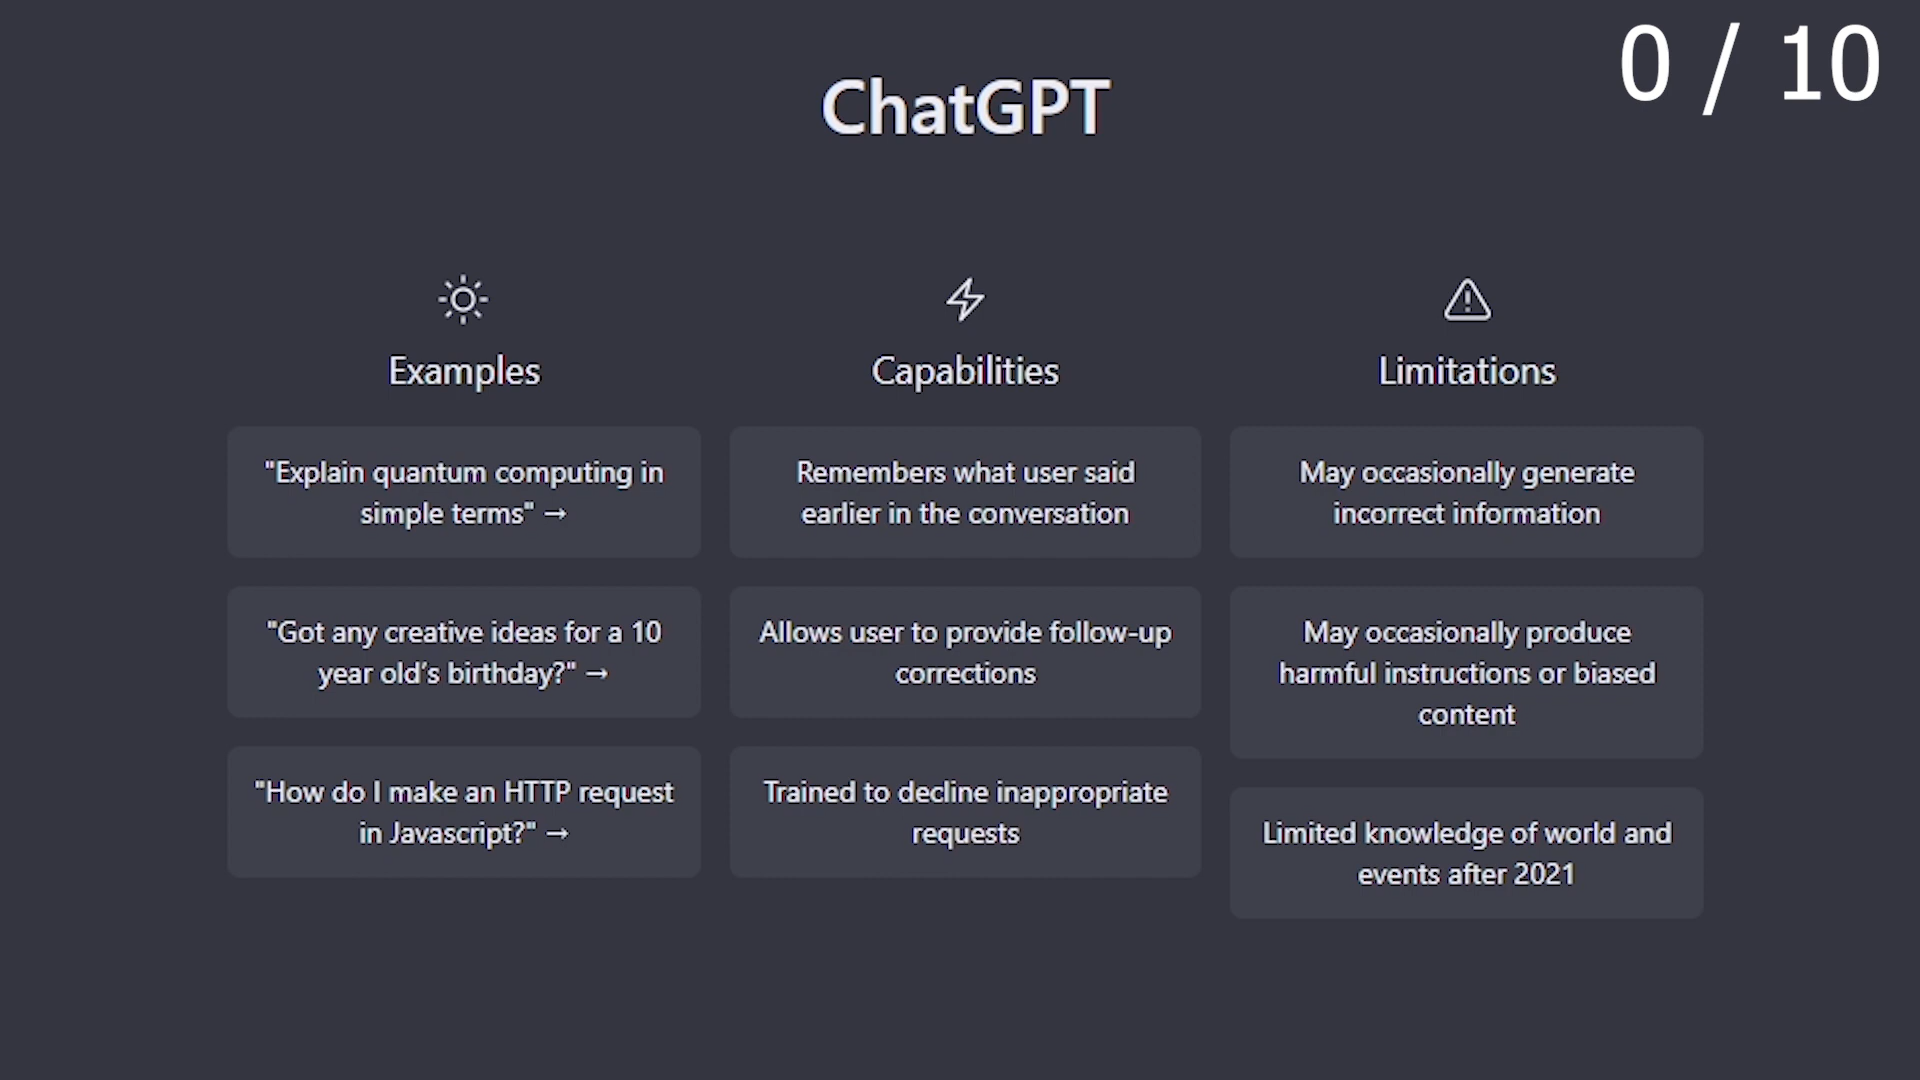 0 / 10
ChatGPT
Examples
"Explain quantum computing in
simple terms" →
"Got any creative ideas for a 10
year old’s birthday?" →
"How do I make an HTTP request
in Javascript?" →
Capabilities
Remembers what user said
earlier in the conversation
Allows user to provide follow-up
corrections
Trained to decline inappropriate
requests
Limitations
May occasionally generate
incorrect information
May occasionally produce
harmful instructions or biased
content
Limited knowledge of world and
events after 2021